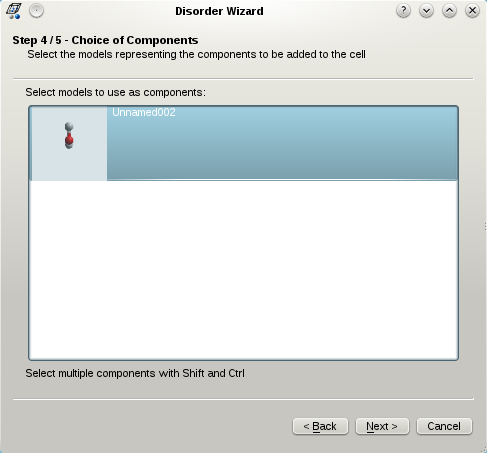 Disorder Wizard
Step 4 / 5 - Choice of Components
Select the models representing the components to be added to the cell
Select models to use as components:
Unnamed002
Select multiple components with Shift and Ctrl
< Back Next > Cancel